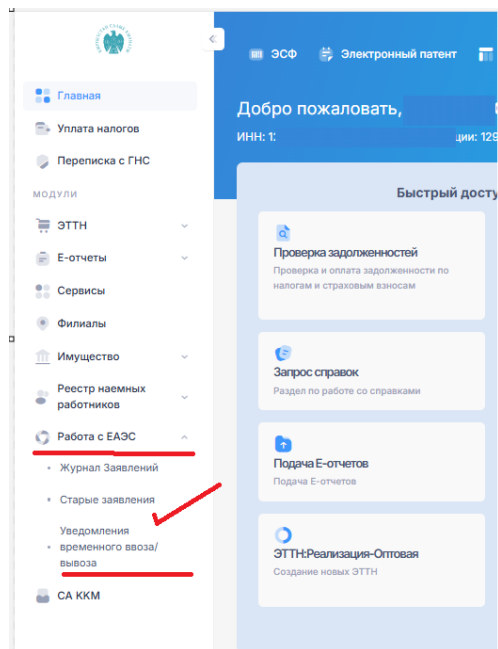 ЭСФ
Электронный патент
Главная
Добро пожаловать,
Уплата налогов
ИНН: 1:
ции: 129
Переписка с ГНС
МОДУЛИ
Быстрый досту
ЭТТН
Е-отчеты
Сервисы
Филиалы
Имущество
Реестр наемных
работников
Работа с ЕАЭС
Журнал Заявлений
Старые заявления
Уведомления
временного ввоза/
вывоза
СА ККМ
Проверка задолженностей
Проверка и оплата задолженности по
налогам и страховым взносам
Запрос справок
Раздел по работе со справками
Подача Е-отчетов
Подача Е-отчетов
ЭТТН:Реализация-Оптовая
Создание новых ЭТТН